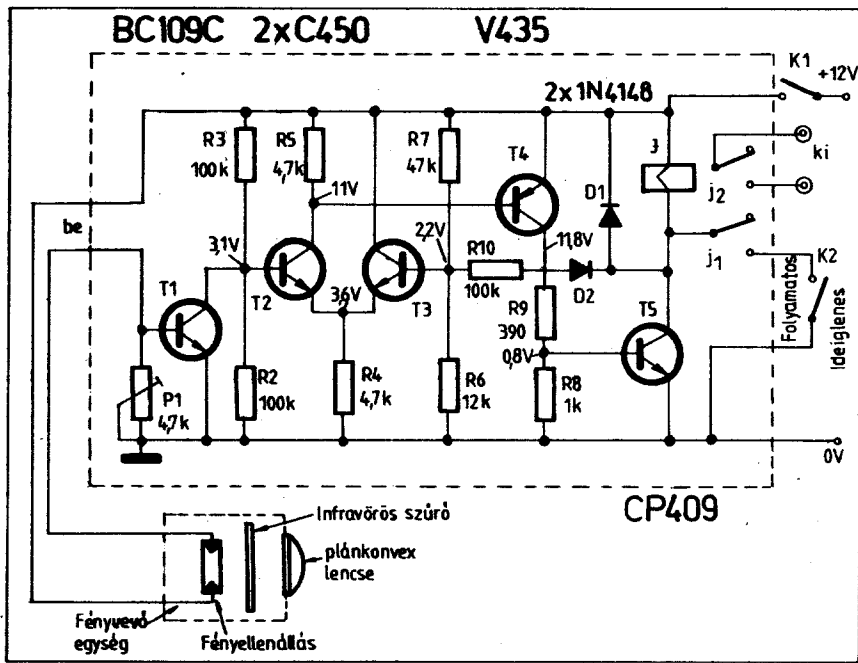 BC109C 2xC450 V435
K1
+12V
2x1N4148
R3
100k
R5
4,7k
R7
47k
T4
J
ki
j2
D1
11V
be
3,1V
2,2V
11,8V
R10
100k
D2
j1
K2
T1
T2
3,6V
T3
R9
390
T5
Folyamatos
Ideiglenes
0,8V
P1
4,7k
R2
100k
R4
4,7k
R6
12k
R8
1k
0V
CP409
Infravörös szűrő
plánkonvex
lencse
Fényvevő
egység
Fényellenállás